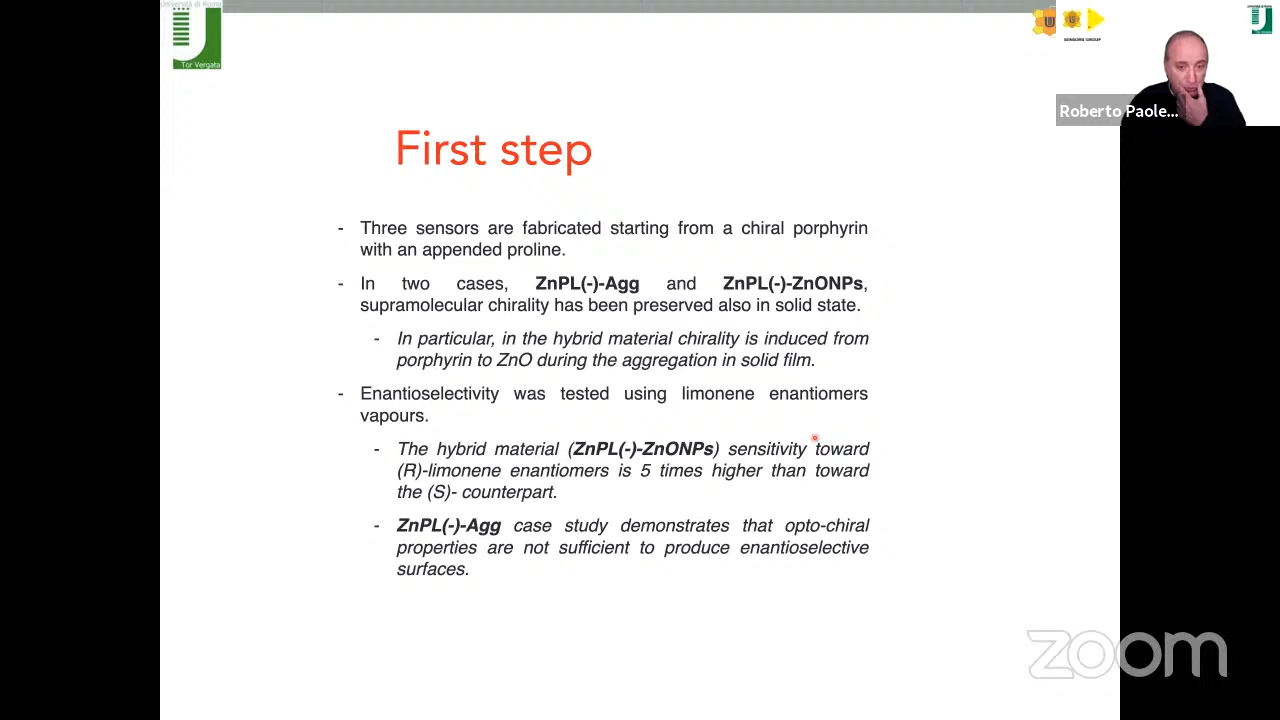 Università di Roma
Tor Vergata
U
U
SENSORS GROUP
Roberto Paole...
First step
- Three sensors are fabricated starting from a chiral porphyrin
with an appended proline.
- In two cases, ZnPL(-)-Agg and ZnPL(-)-ZnONPs,
supramolecular chirality has been preserved also in solid state.
- In particular, in the hybrid material chirality is induced from
porphyrin to ZnO during the aggregation in solid film.
- Enantioselectivity was tested using limonene enantiomers
vapours.
- The hybrid material (ZnPL(-)-ZnONPs) sensitivity toward
(R)-limonene enantiomers is 5 times higher than toward
the (S)- counterpart.
- ZnPL(-)-Agg case study demonstrates that opto-chiral
properties are not sufficient to produce enantioselective
surfaces.
zoom